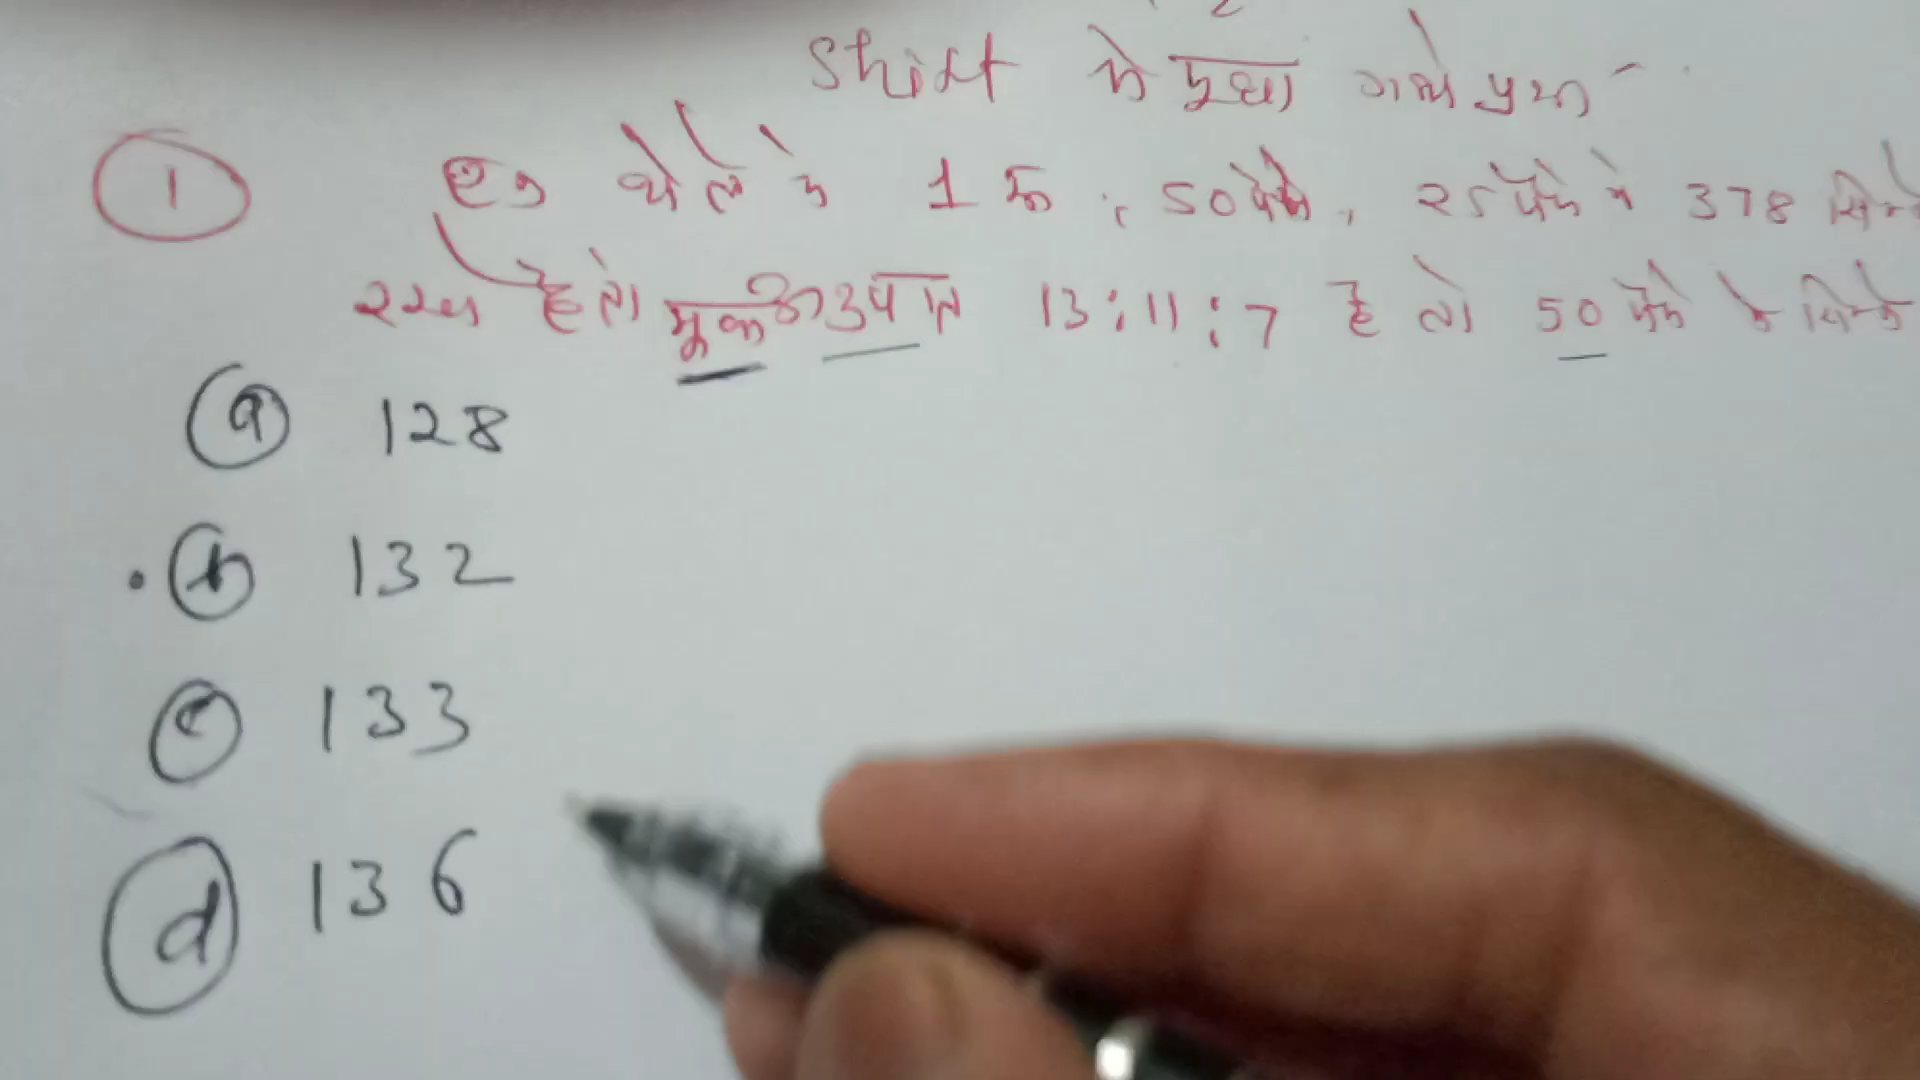 Shift मे पूछा गया प्रश्न -
1 एक थैले मे 1 रू, 50 पैसे, 25 पैसे मे 378 सिक्के
रखा है तो मूल्य का अनुपात 13:11:7 है तो 50 पैसे के सिक्के
a 128
b 132
c 133
d 136